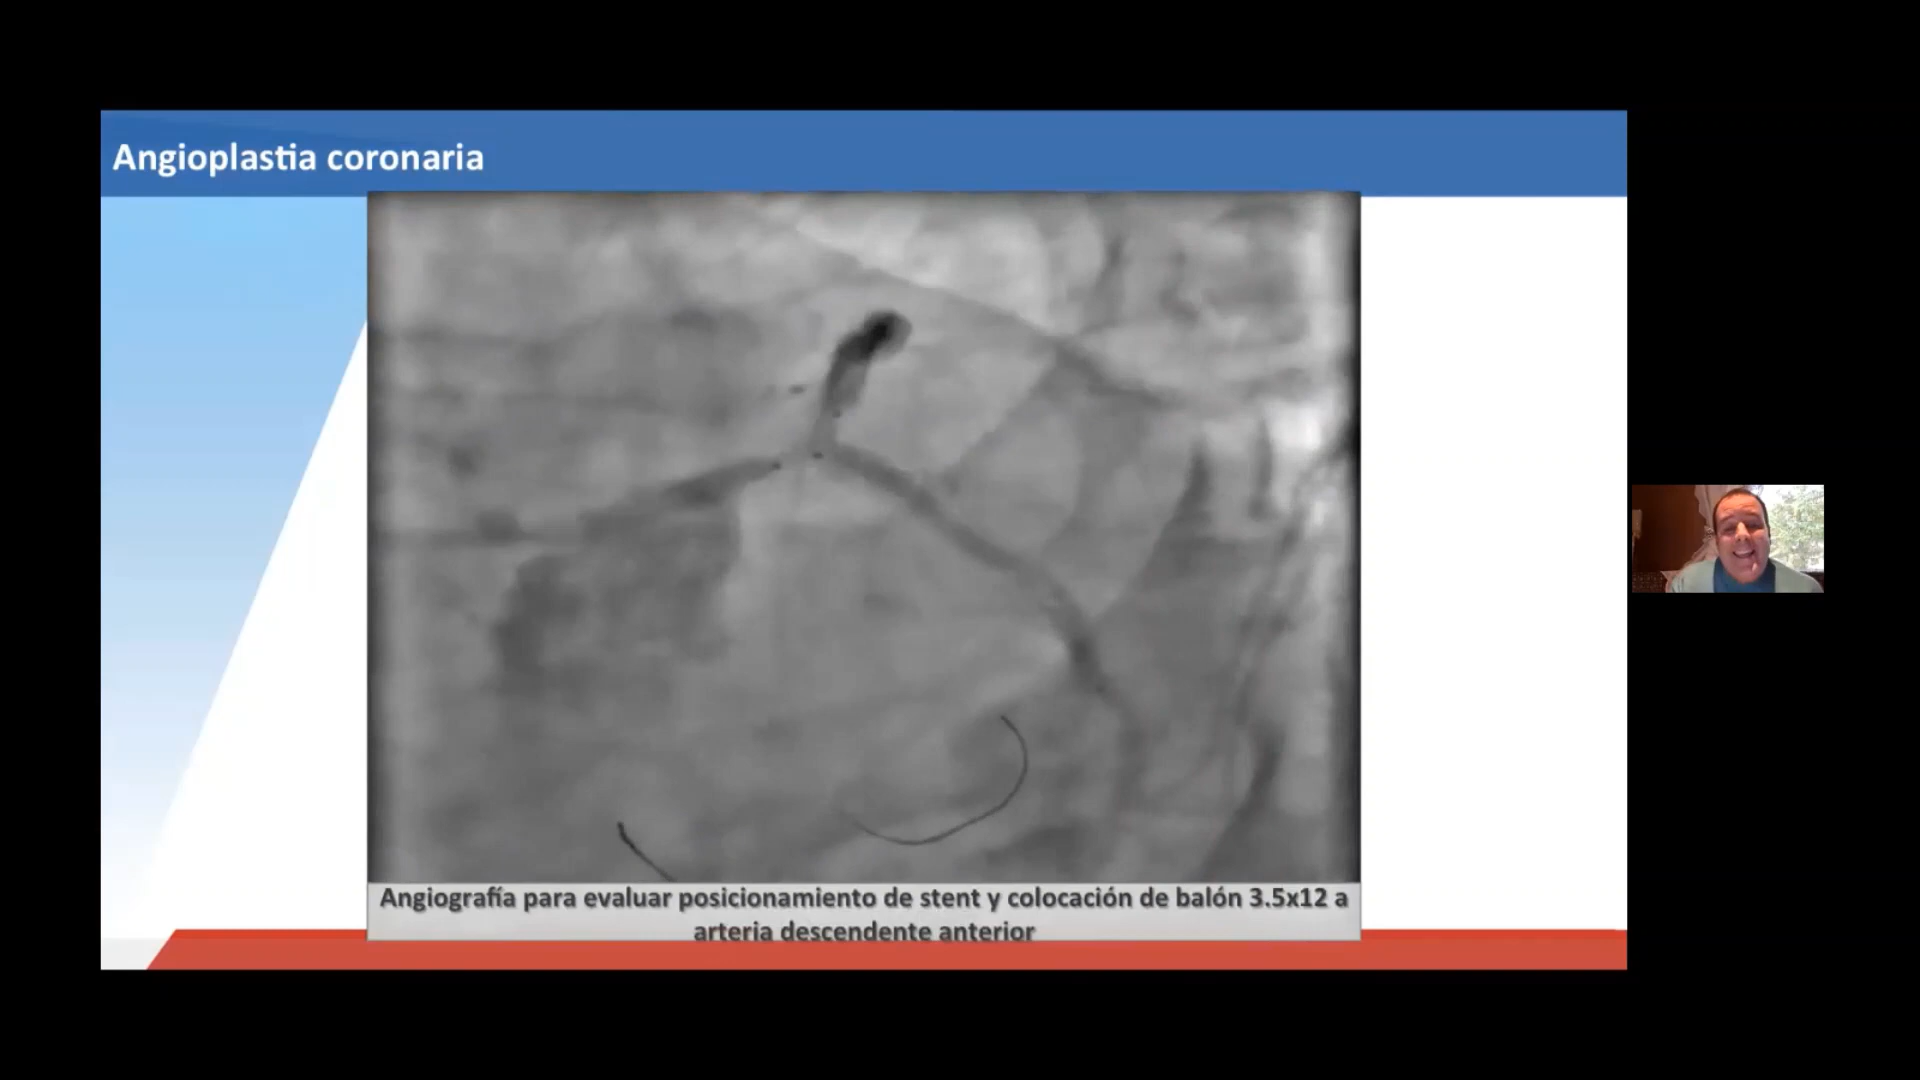 Angioplastia coronaria
Angiografía para evaluar posicionamiento de stent y colocación de balón 3.5x12 a
arteria descendente anterior